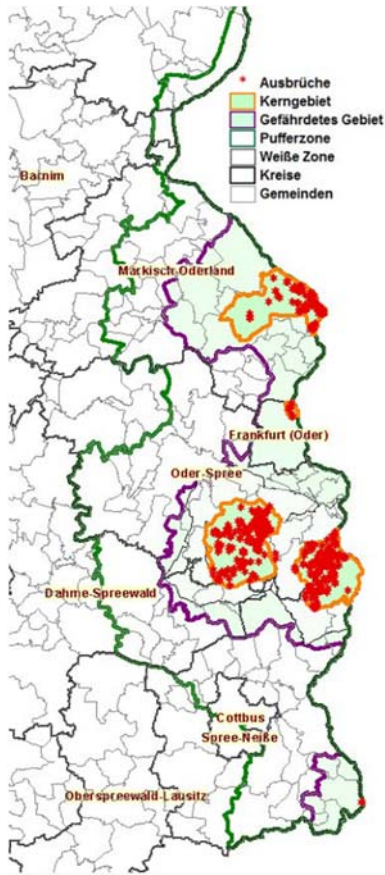 Ausbrüche
Kerngebiet
Gefährdetes Gebiet
Pufferzone
Weiße Zone
Kreise
Gemeinden
Barnim
Märkisch-Oderland
Frankfurt (Oder)
Oder-Spree
Dahme-Spreewald
Cottbus
Spree-Neiße
Oberspreewald-Lausitz